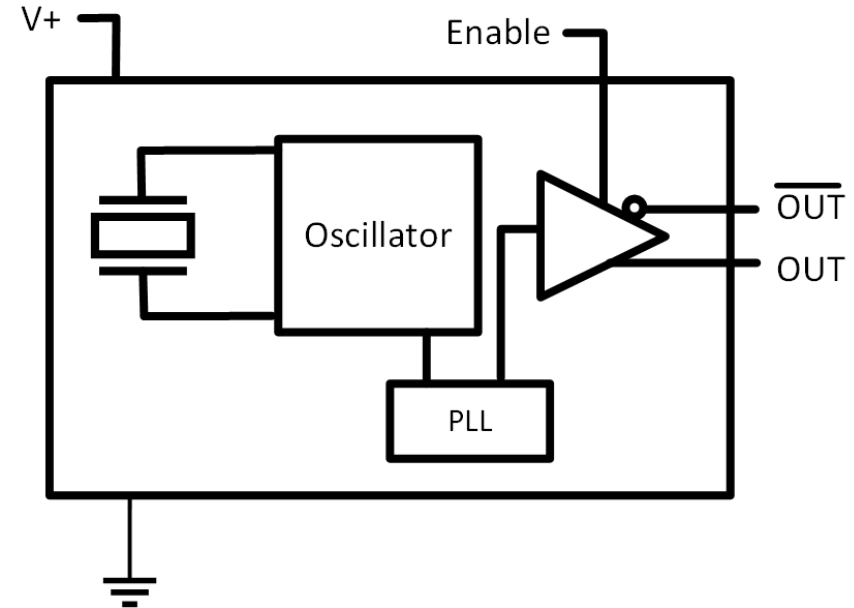 V+
Enable
Oscillator
OUT
OUT
PLL